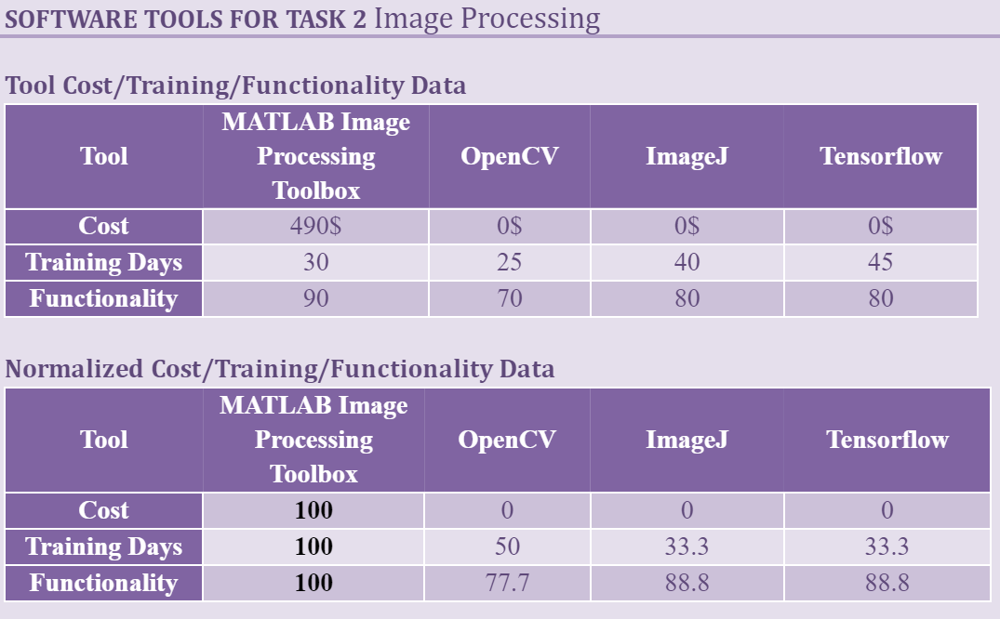 SOFTWARE TOOLS FOR TASK 2 Image Processing
Tool Cost/Training/Functionality Data
Tool MATLAB Image Processing Toolbox OpenCV ImageJ Tensorflow
Cost 490$ 0$ 0$ 0$
Training Days 30 25 40 45
Functionality 90 70 80 80
Normalized Cost/Training/Functionality Data
Tool MATLAB Image Processing Toolbox OpenCV ImageJ Tensorflow
Cost 100 0 0 0
Training Days 100 50 33.3 33.3
Functionality 100 77.7 88.8 88.8